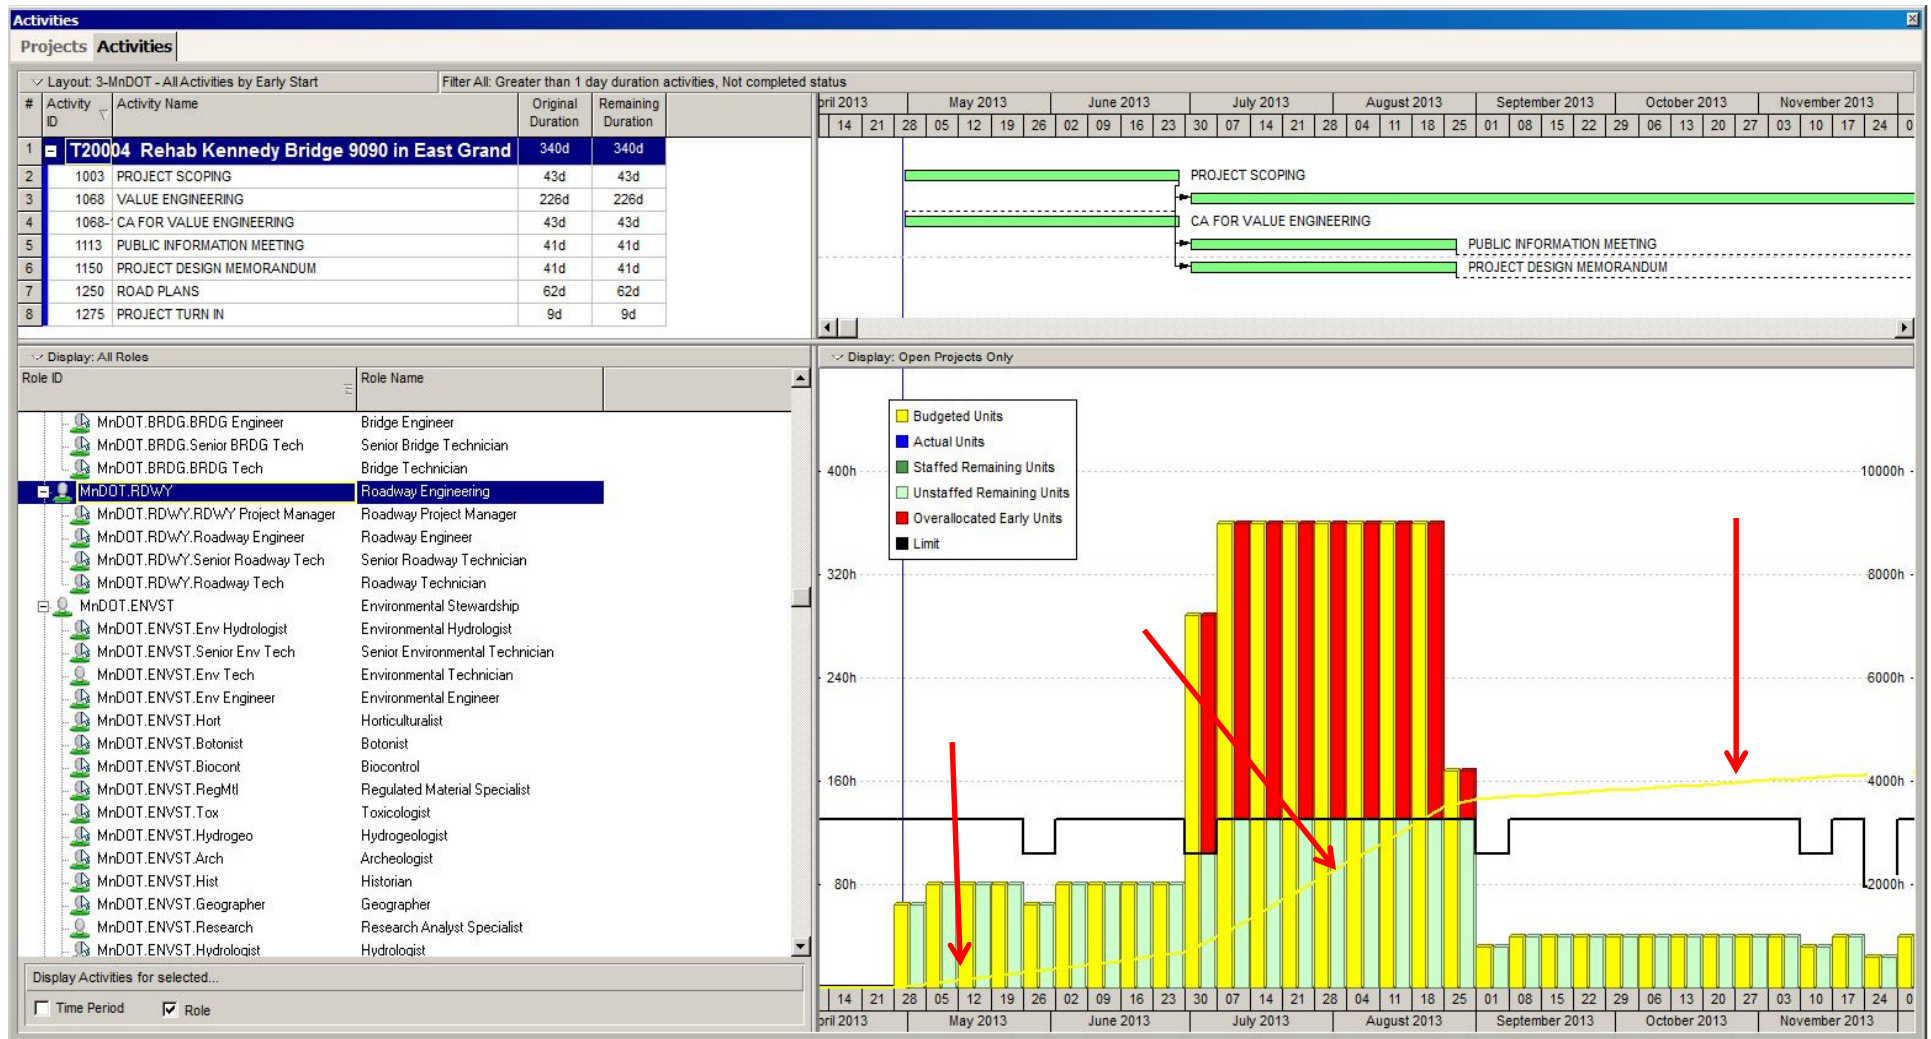 Activities
Projects Activities
Layout: 3-MnDOT - All Activities by Early Start Filter All: Greater than 1 day duration activities, Not completed status
# Activity ID Activity Name Original Duration Remaining Duration
1 T20004 Rehab Kennedy Bridge 9090 in East Grand 340d 340d
2 1003 PROJECT SCOPING 43d 43d
3 1068 VALUE ENGINEERING 226d 226d
4 1068- CA FOR VALUE ENGINEERING 43d 43d
5 1113 PUBLIC INFORMATION MEETING 41d 41d
6 1150 PROJECT DESIGN MEMORANDUM 41d 41d
7 1250 ROAD PLANS 62d 62d
8 1275 PROJECT TURN IN 9d 9d
pril 2013 May 2013 June 2013 July 2013 August 2013 September 2013 October 2013 November 2013
14 21 28 05 12 19 26 02 09 16 23 30 07 14 21 28 04 11 18 25 01 08 15 22 29 06 13 20 27 03 10 17 24 0
PROJECT SCOPING
CA FOR VALUE ENGINEERING
PUBLIC INFORMATION MEETING
PROJECT DESIGN MEMORANDUM
Display: All Roles
Role ID Role Name
MnDOT.BRDG.BRDG Engineer Bridge Engineer
MnDOT.BRDG.Senior BRDG Tech Senior Bridge Technician
MnDOT.BRDG.BRDG Tech Bridge Technician
MnDOT.RDWY Roadway Engineering
MnDOT.RDWY.RDWY Project Manager Roadway Project Manager
MnDOT.RDWY.Roadway Engineer Roadway Engineer
MnDOT.RDWY.Senior Roadway Tech Senior Roadway Technician
MnDOT.RDWY.Roadway Tech Roadway Technician
MnDOT.ENVST Environmental Stewardship
MnDOT.ENVST.Env Hydrologist Environmental Hydrologist
MnDOT.ENVST.Senior Env Tech Senior Environmental Technician
MnDOT.ENVST.Env Tech Environmental Technician
MnDOT.ENVST.Env Engineer Environmental Engineer
MnDOT.ENVST.Hort Horticulturalist
MnDOT.ENVST.Botonist Botonist
MnDOT.ENVST.Biocont Biocontrol
MnDOT.ENVST.RegMtl Regulated Material Specialist
MnDOT.ENVST.Tox Toxicologist
MnDOT.ENVST.Hydrogeo Hydrogeologist
MnDOT.ENVST.Arch Archeologist
MnDOT.ENVST.Hist Historian
MnDOT.ENVST.Geographer Geographer
MnDOT.ENVST.Research Research Analyst Specialist
MnDOT.ENVST.Hydrologist Hydrologist
Display Activities for selected...
Time Period Role
Display: Open Projects Only
Budgeted Units
Actual Units
Staffed Remaining Units
Unstaffed Remaining Units
Overallocated Early Units
Limit
400h 10000h
320h 8000h
240h 6000h
160h 4000h
80h 2000h
14 21 28 05 12 19 26 02 09 16 23 30 07 14 21 28 04 11 18 25 01 08 15 22 29 06 13 20 27 03 10 17 24 0
pril 2013 May 2013 June 2013 July 2013 August 2013 September 2013 October 2013 November 2013